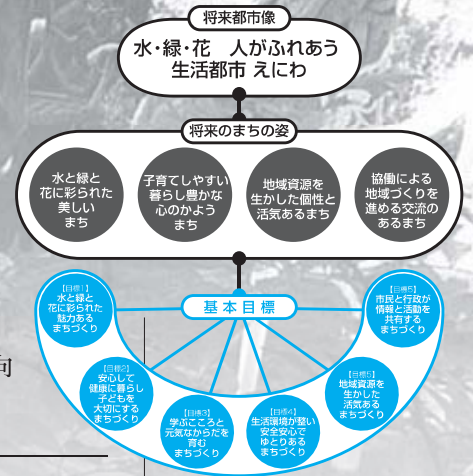 将来都市像
水・緑・花　人がふれあう
生活都市 えにわ
将来のまちの姿
水と緑と
花に彩られた
美しい
まち
子育てしやすい
暮らし豊かな
心のかよう
まち
地域資源を
生かした個性と
活気あるまち
協働による
地域づくりを
進める交流の
あるまち
基本目標
【目標1】
水と緑と
花に彩られた
魅力ある
まちづくり
【目標2】
安心して
健康に暮らし
子どもを
大切にする
まちづくり
【目標3】
学ぶこころと
元気なからだを
育む
まちづくり
【目標4】
生活環境が整い
安全安心で
ゆとりある
まちづくり
【目標5】
地域資源を
生かした
活気ある
まちづくり
【目標6】
市民と行政が
情報と活動を
共有する
まちづくり
向